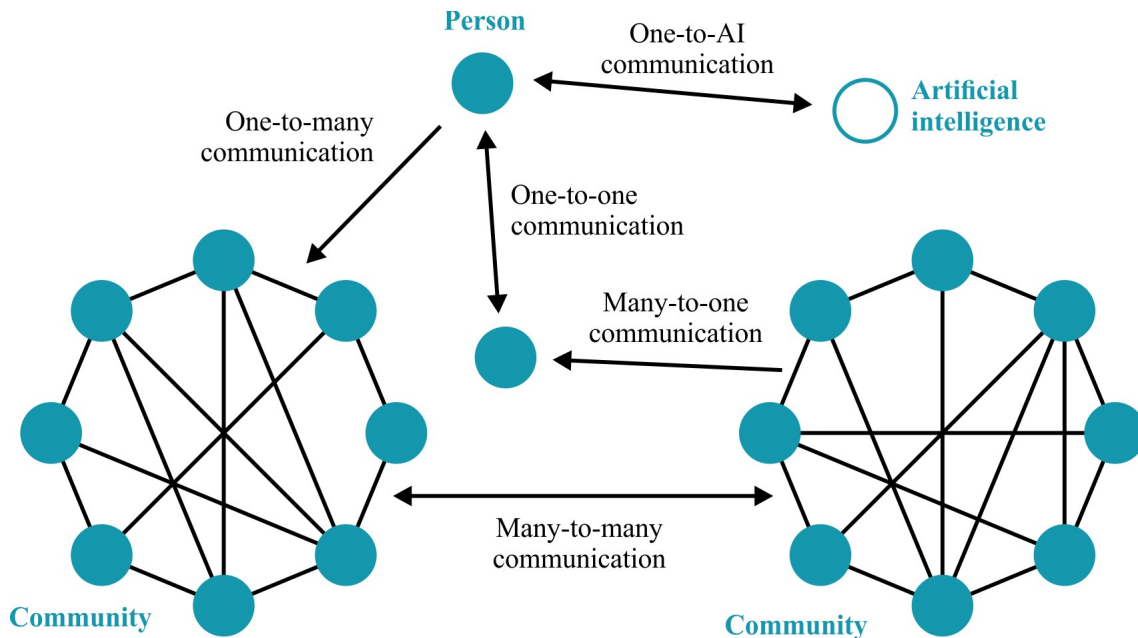 Person
One-to-AI
communication
Artificial
intelligence
One-to-many
communication
One-to-one
communication
Many-to-one
communication
Many-to-many
communication
Community
Community